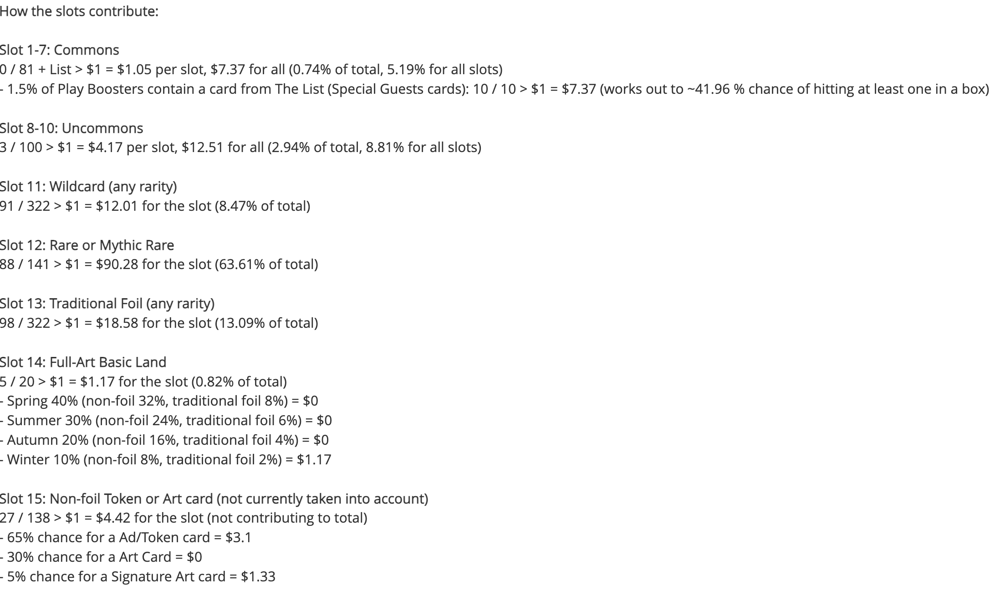 How the slots contribute:
Slot 1-7: Commons
0 / 81 + List > $1 = $1.05 per slot, $7.37 for all (0.74% of total, 5.19% for all slots)
- 1.5% of Play Boosters contain a card from The List (Special Guests cards): 10 / 10 > $1 = $7.37 (works out to ~41.96 % chance of hitting at least one in a box)
Slot 8-10: Uncommons
3 / 100 > $1 = $4.17 per slot, $12.51 for all (2.94% of total, 8.81% for all slots)
Slot 11: Wildcard (any rarity)
91 / 322 > $1 = $12.01 for the slot (8.47% of total)
Slot 12: Rare or Mythic Rare
88 / 141 > $1 = $90.28 for the slot (63.61% of total)
Slot 13: Traditional Foil (any rarity)
98 / 322 > $1 = $18.58 for the slot (13.09% of total)
Slot 14: Full-Art Basic Land
5 / 20 > $1 = $1.17 for the slot (0.82% of total)
- Spring 40% (non-foil 32%, traditional foil 8%) = $0
- Summer 30% (non-foil 24%, traditional foil 6%) = $0
- Autumn 20% (non-foil 16%, traditional foil 4%) = $0
- Winter 10% (non-foil 8%, traditional foil 2%) = $1.17
Slot 15: Non-foil Token or Art card (not currently taken into account)
27 / 138 > $1 = $4.42 for the slot (not contributing to total)
- 65% chance for a Ad/Token card = $3.1
- 30% chance for a Art Card = $0
- 5% chance for a Signature Art card = $1.33